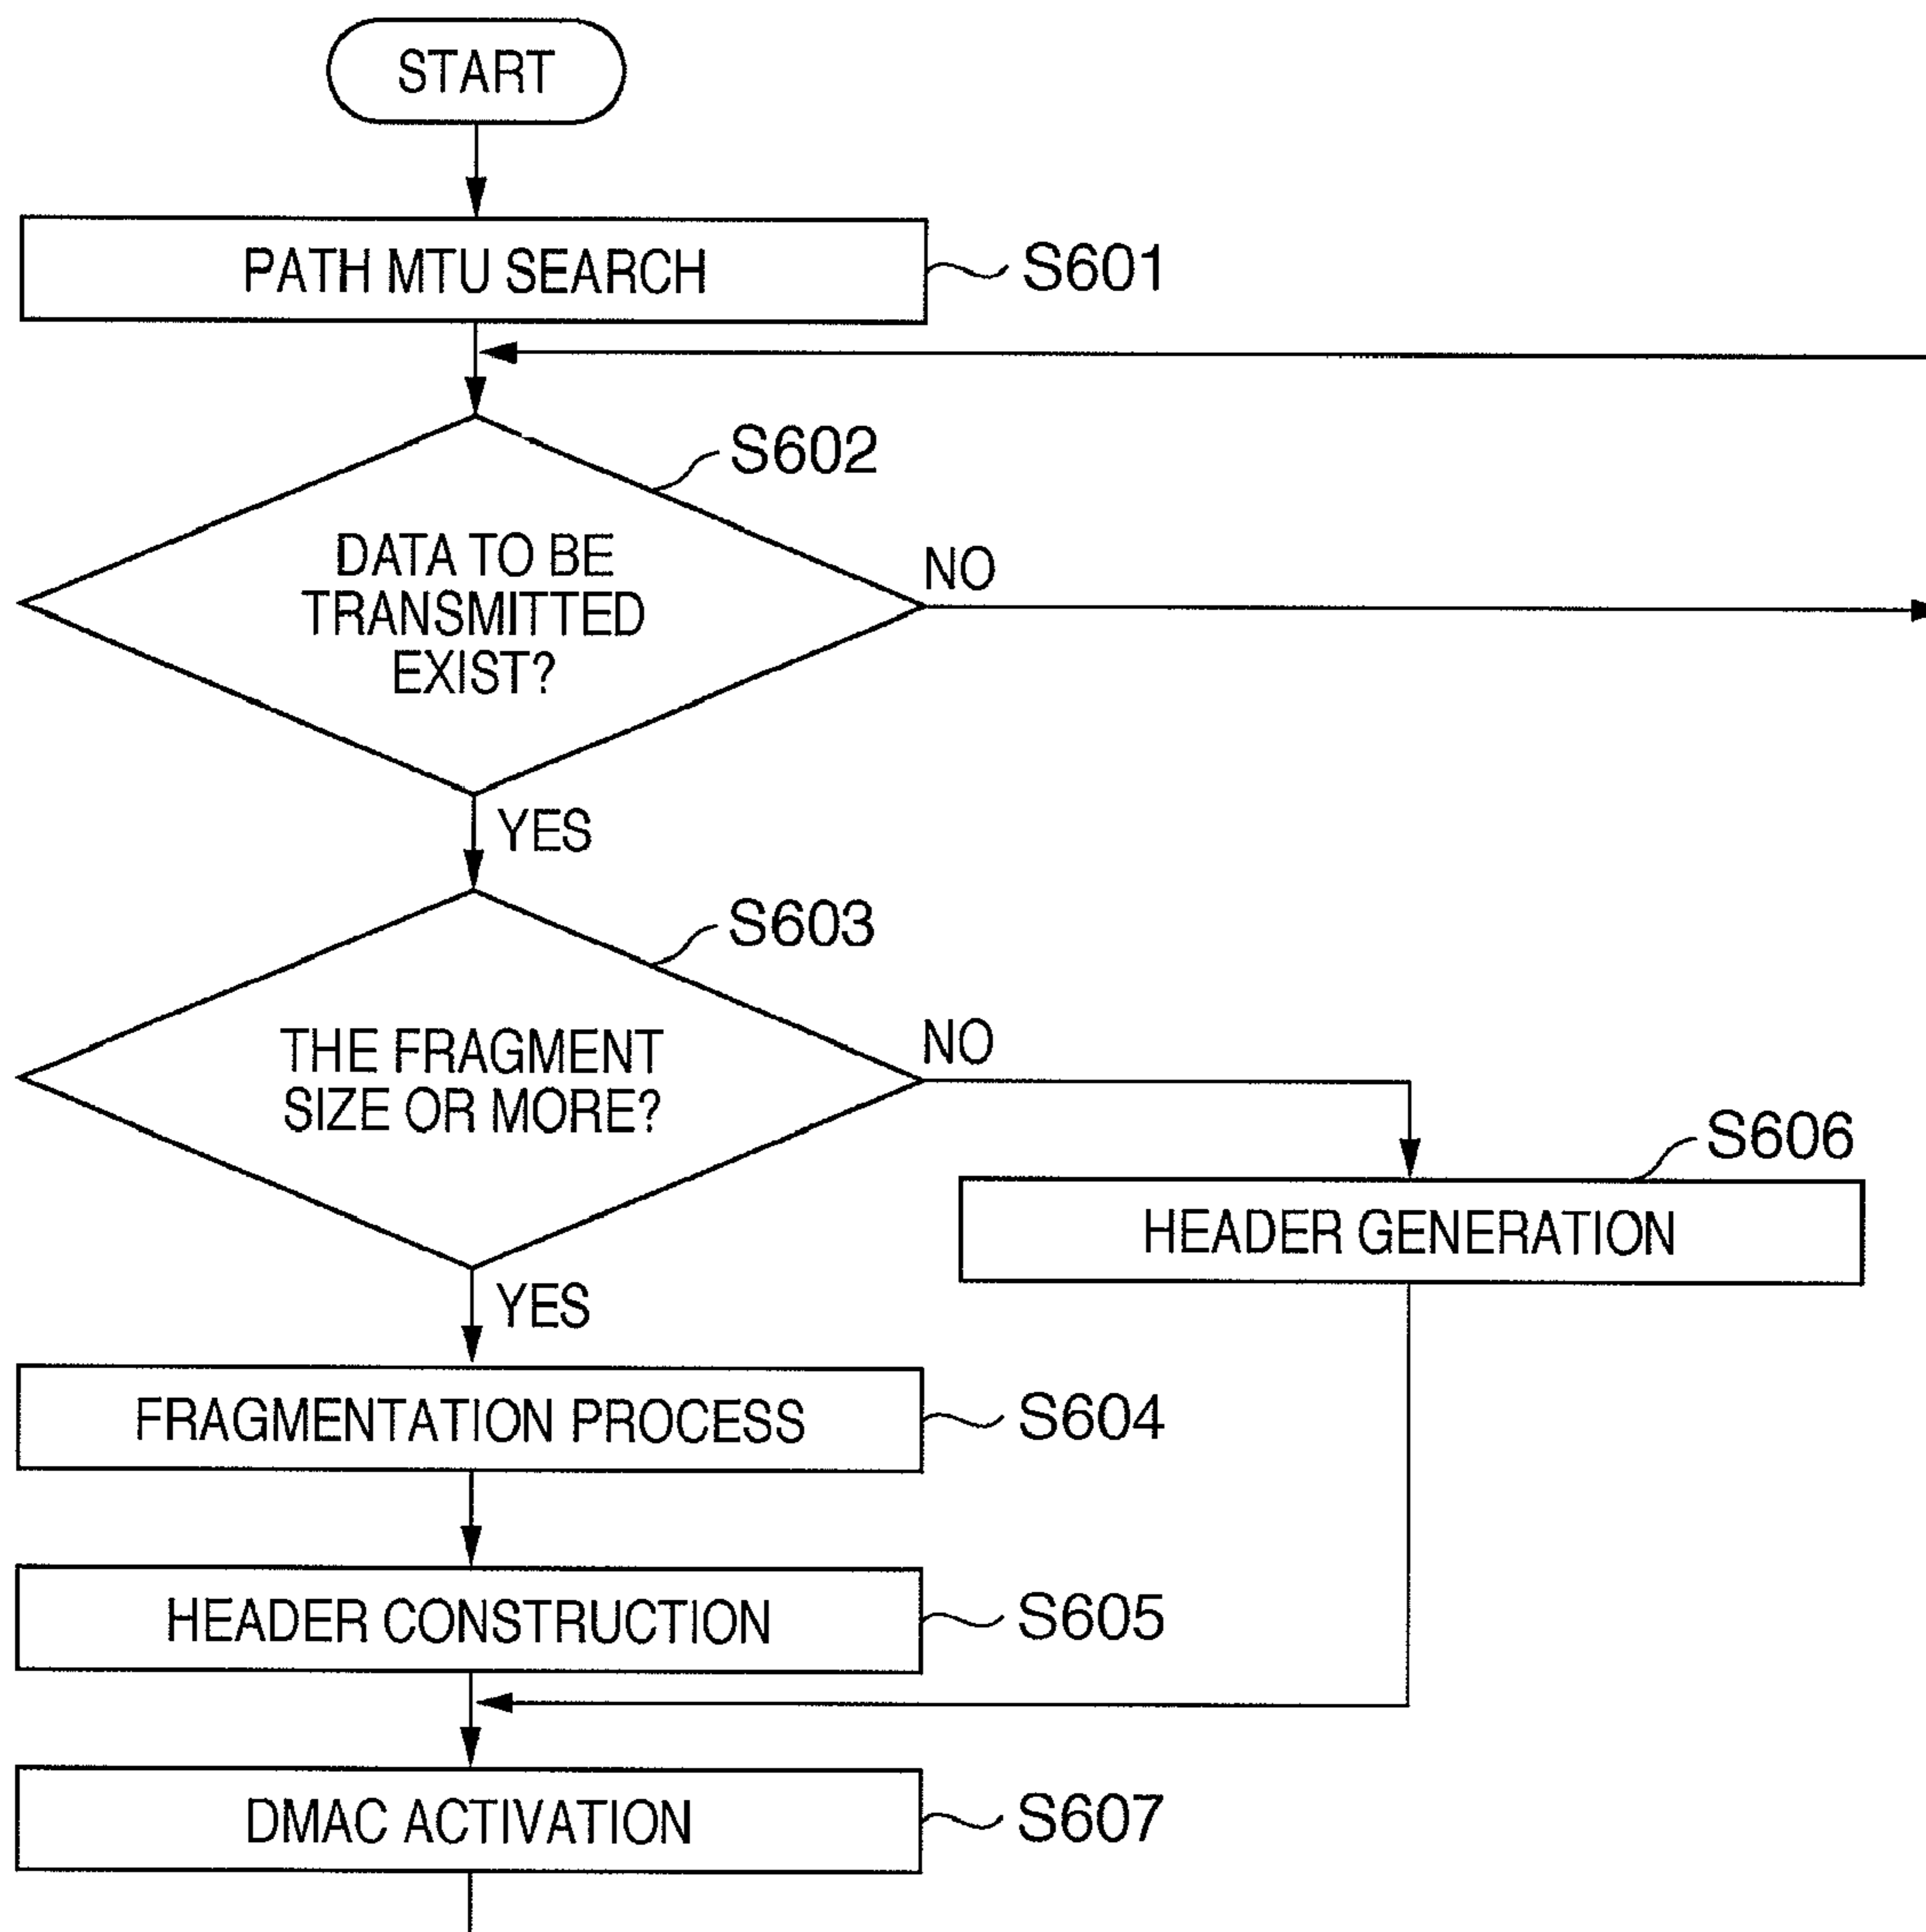 START
PATH MTU SEARCH
S601
S602
DATA TO BE
TRANSMITTED
EXIST?
NO
YES
S603
THE FRAGMENT
SIZE OR MORE?
NO
S606
HEADER GENERATION
YES
FRAGMENTATION PROCESS
S604
HEADER CONSTRUCTION
S605
DMAC ACTIVATION
S607